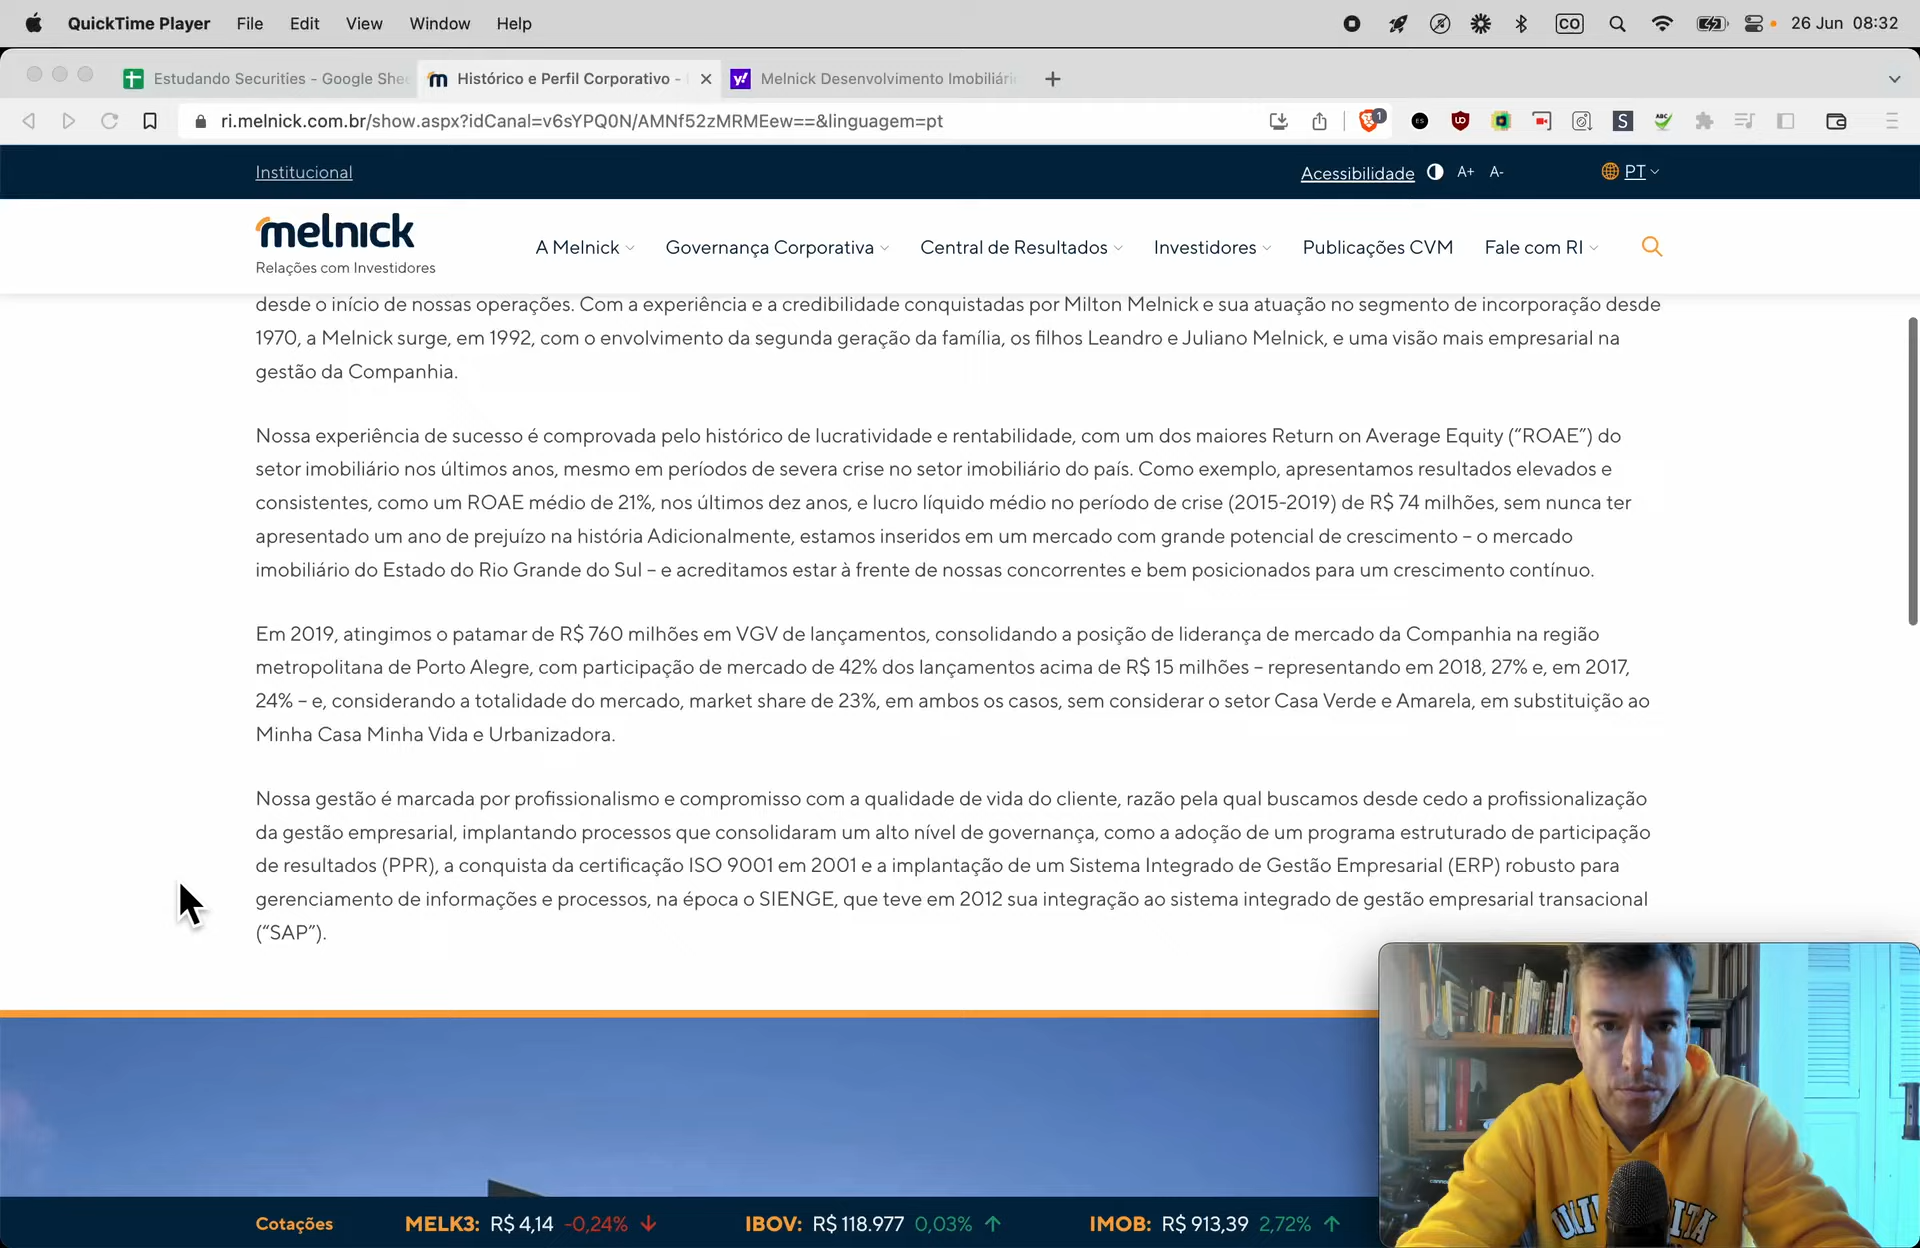 QuickTime Player File Edit View Window Help CO 26 Jun 08:32
Estudando Securities - Google She Histórico e Perfil Corporativo - Melnick Desenvolvimento Imobiliári
ri.melnick.com.br/show.aspx?idCanal=v6sYPQ0N/AMNf52zMRMEew==&linguagem=pt
Institucional Acessibilidade A+ A- PT
melnick
Relações com Investidores
A Melnick Governança Corporativa Central de Resultados Investidores Publicações CVM Fale com RI
desde o início de nossas operações. Com a experiência e a credibilidade conquistadas por Milton Melnick e sua atuação no segmento de incorporação desde
1970, a Melnick surge, em 1992, com o envolvimento da segunda geração da família, os filhos Leandro e Juliano Melnick, e uma visão mais empresarial na
gestão da Companhia.
Nossa experiência de sucesso é comprovada pelo histórico de lucratividade e rentabilidade, com um dos maiores Return on Average Equity (“ROAE”) do
setor imobiliário nos últimos anos, mesmo em períodos de severa crise no setor imobiliário do país. Como exemplo, apresentamos resultados elevados e
consistentes, como um ROAE médio de 21%, nos últimos dez anos, e lucro líquido médio no período de crise (2015-2019) de R$ 74 milhões, sem nunca ter
apresentado um ano de prejuízo na história Adicionalmente, estamos inseridos em um mercado com grande potencial de crescimento – o mercado
imobiliário do Estado do Rio Grande do Sul – e acreditamos estar à frente de nossas concorrentes e bem posicionados para um crescimento contínuo.
Em 2019, atingimos o patamar de R$ 760 milhões em VGV de lançamentos, consolidando a posição de liderança de mercado da Companhia na região
metropolitana de Porto Alegre, com participação de mercado de 42% dos lançamentos acima de R$ 15 milhões – representando em 2018, 27% e, em 2017,
24% – e, considerando a totalidade do mercado, market share de 23%, em ambos os casos, sem considerar o setor Casa Verde e Amarela, em substituição ao
Minha Casa Minha Vida e Urbanizadora.
Nossa gestão é marcada por profissionalismo e compromisso com a qualidade de vida do cliente, razão pela qual buscamos desde cedo a profissionalização
da gestão empresarial, implantando processos que consolidaram um alto nível de governança, como a adoção de um programa estruturado de participação
de resultados (PPR), a conquista da certificação ISO 9001 em 2001 e a implantação de um Sistema Integrado de Gestão Empresarial (ERP) robusto para
gerenciamento de informações e processos, na época o SIENGE, que teve em 2012 sua integração ao sistema integrado de gestão empresarial transacional
(“SAP”).
Cotações MELK3: R$ 4,14 -0,24% IBOV: R$ 118.977 0,03% IMOB: R$ 913,39 2,72%